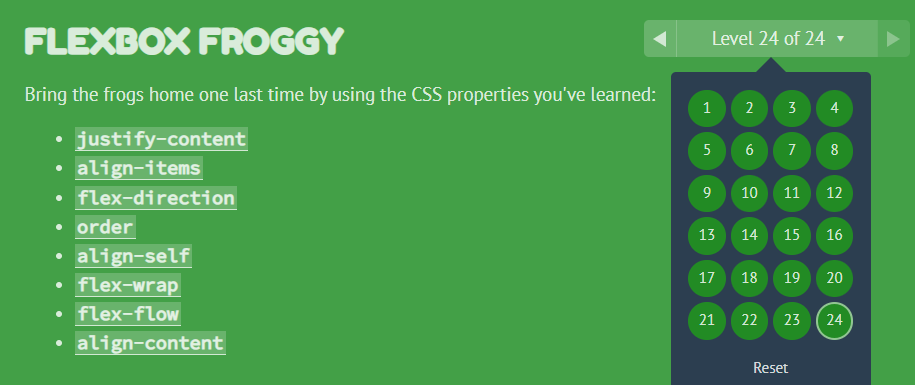 FLEXBOX FROGGY
Level 24 of 24
Bring the frogs home one last time by using the CSS properties you've learned:
justify-content
align-items
flex-direction
order
align-self
flex-wrap
flex-flow
align-content
1 2 3 4
5 6 7 8
9 10 11 12
13 14 15 16
17 18 19 20
21 22 23 24
Reset